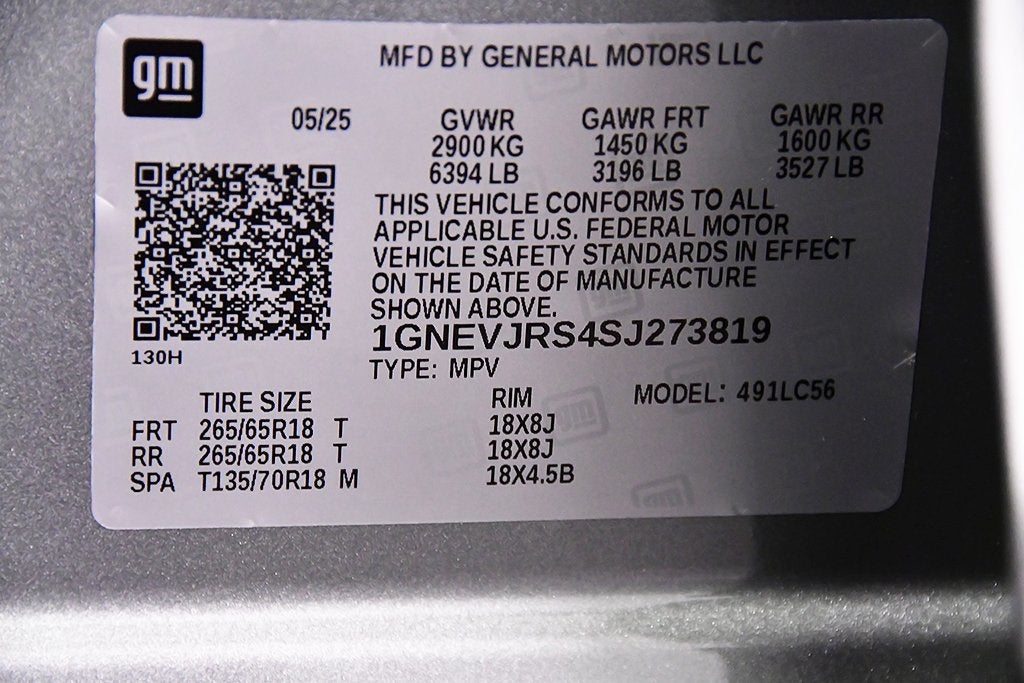 gm
MFD BY GENERAL MOTORS LLC
05/25 GVWR GAWR FRT GAWR RR
2900 KG 1450 KG 1600 KG
6394 LB 3196 LB 3527 LB
THIS VEHICLE CONFORMS TO ALL
APPLICABLE U.S. FEDERAL MOTOR
VEHICLE SAFETY STANDARDS IN EFFECT
ON THE DATE OF MANUFACTURE
SHOWN ABOVE.
1GNEVJRS4SJ273819
130H
TYPE: MPV
MODEL: 491LC56
TIRE SIZE RIM
FRT 265/65R18 T 18X8J
RR 265/65R18 T 18X8J
SPA T135/70R18 M 18X4.5B